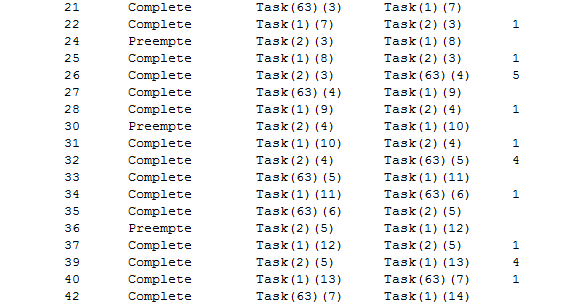 21 Complete Task(63)(3) Task(1)(7)
22 Complete Task(1)(7) Task(2)(3) 1
24 Preempte Task(2)(3) Task(1)(8)
25 Complete Task(1)(8) Task(2)(3) 1
26 Complete Task(2)(3) Task(63)(4) 5
27 Complete Task(63)(4) Task(1)(9)
28 Complete Task(1)(9) Task(2)(4) 1
30 Preempte Task(2)(4) Task(1)(10)
31 Complete Task(1)(10) Task(2)(4) 1
32 Complete Task(2)(4) Task(63)(5) 4
33 Complete Task(63)(5) Task(1)(11)
34 Complete Task(1)(11) Task(63)(6) 1
35 Complete Task(63)(6) Task(2)(5)
36 Preempte Task(2)(5) Task(1)(12)
37 Complete Task(1)(12) Task(2)(5) 1
39 Complete Task(2)(5) Task(1)(13) 4
40 Complete Task(1)(13) Task(63)(7) 1
42 Complete Task(63)(7) Task(1)(14)